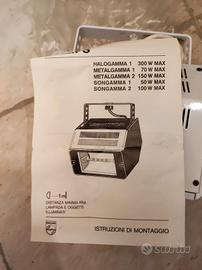 HALOGAMMA 1 300 W MAX
METALGAMMA 1 70 W MAX
METALGAMMA 2 150 W MAX
SONGAMMA 1 50 W MAX
SONGAMMA 2 100 W MAX
DISTANZA MINIMA FRA
LAMPADA E OGGETTI
ILLUMINATI
ISTRUZIONI DI MONTAGGIO
subito